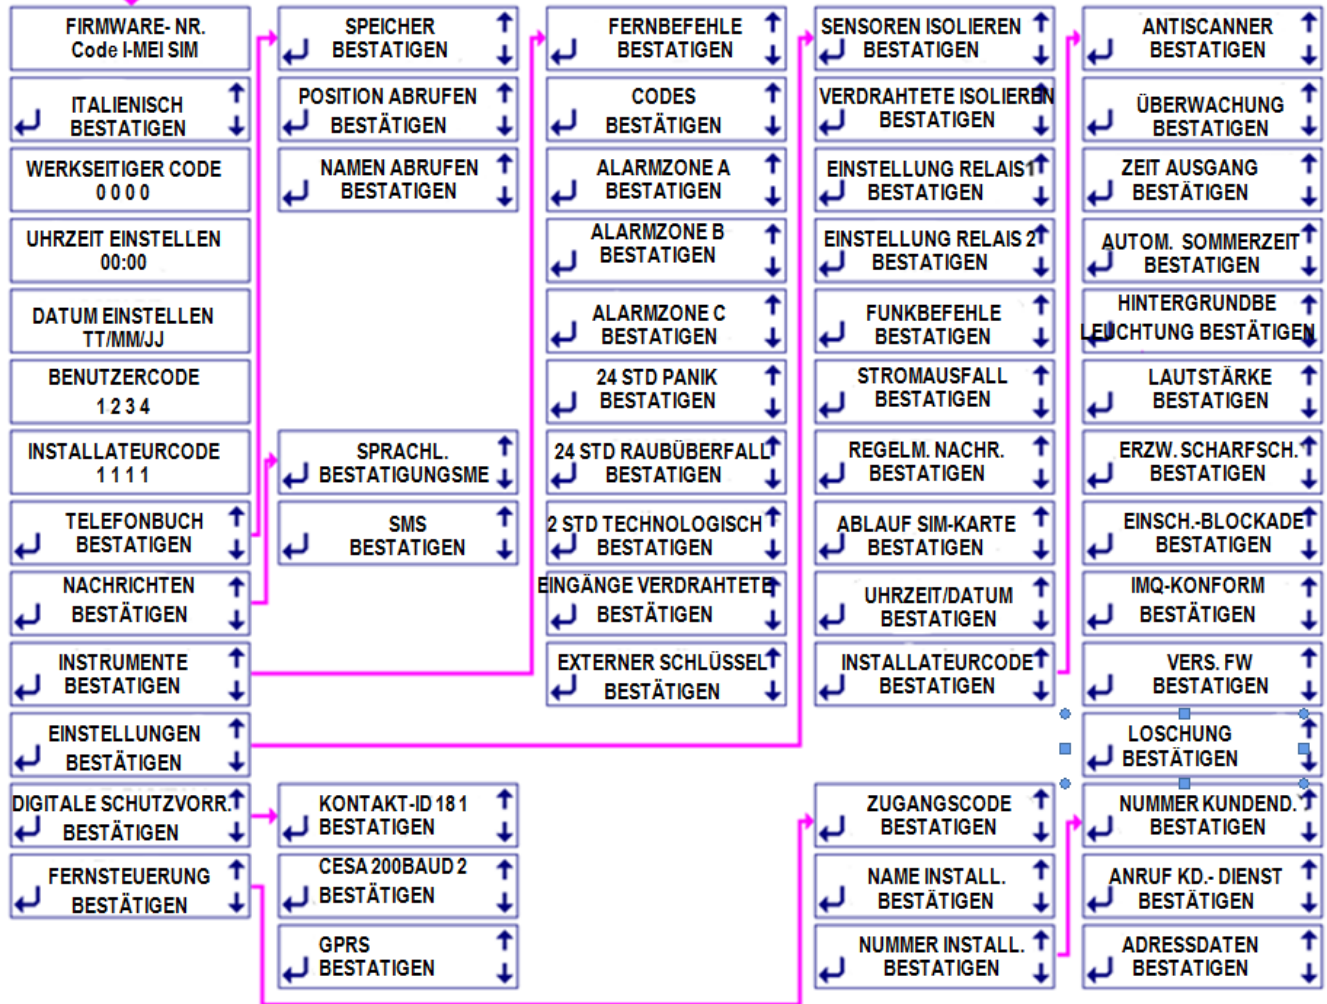 FIRMWARE- NR.
Code I-MEI SIM
ITALIENISCH
BESTATIGEN
WERKSEITIGER CODE
0 0 0 0
UHRZEIT EINSTELLEN
00:00
DATUM EINSTELLEN
TT/MM/JJ
BENUTZERCODE
1 2 3 4
INSTALLATEURCODE
1 1 1 1
TELEFONBUCH
BESTATIGEN
NACHRICHTEN
BESTÄTIGEN
INSTRUMENTE
BESTATIGEN
EINSTELLUNGEN
BESTÄTIGEN
DIGITALE SCHUTZVORR.
BESTÄTIGEN
FERNSTEUERUNG
BESTÄTIGEN
SPEICHER
BESTATIGEN
POSITION ABRUFEN
BESTÄTIGEN
NAMEN ABRUFEN
BESTATIGEN
SPRACHL.
BESTATIGUNGSME
SMS
BESTATIGEN
KONTAKT-ID 18 1
BESTATIGEN
CESA 200BAUD 2
BESTÄTIGEN
GPRS
BESTATIGEN
FERNBEFEHLE
BESTATIGEN
CODES
BESTÄTIGEN
ALARMZONE A
BESTATIGEN
ALARMZONE B
BESTATIGEN
ALARMZONE C
BESTATIGEN
24 STD PANIK
BESTATIGEN
24 STD RAUBÜBERFALL
BESTATIGEN
2 STD TECHNOLOGISCH
BESTATIGEN
EINGÄNGE VERDRAHTETE
BESTÄTIGEN
EXTERNER SCHLÜSSEL
BESTÄTIGEN
SENSOREN ISOLIEREN
BESTATIGEN
VERDRAHTETE ISOLIEREN
BESTATIGEN
EINSTELLUNG RELAIS1
BESTATIGEN
EINSTELLUNG RELAIS 2
BESTATIGEN
FUNKBEFEHLE
BESTATIGEN
STROMAUSFALL
BESTATIGEN
REGELM. NACHR.
BESTATIGEN
ABLAUF SIM-KARTE
BESTATIGEN
UHRZEIT/DATUM
BESTATIGEN
INSTALLATEURCODE
BESTATIGEN
ZUGANGSCODE
BESTATIGEN
NAME INSTALL.
BESTÄTIGEN
NUMMER INSTALL.
BESTATIGEN
ANTISCANNER
BESTATIGEN
ÜBERWACHUNG
BESTATIGEN
ZEIT AUSGANG
BESTÄTIGEN
AUTOM. SOMMERZEIT
BESTATIGEN
HINTERGRUNDBE
LEUCHTUNG BESTÄTIGEN
LAUTSTÄRKE
BESTATIGEN
ERZW. SCHARFSCH.
BESTATIGEN
EINSCH.-BLOCKADE
BESTATIGEN
IMQ-KONFORM
BESTÄTIGEN
VERS. FW
BESTATIGEN
LOSCHUNG
BESTÄTIGEN
NUMMER KUNDEND.
BESTATIGEN
ANRUF KD.- DIENST
BESTÄTIGEN
ADRESSDATEN
BESTATIGEN